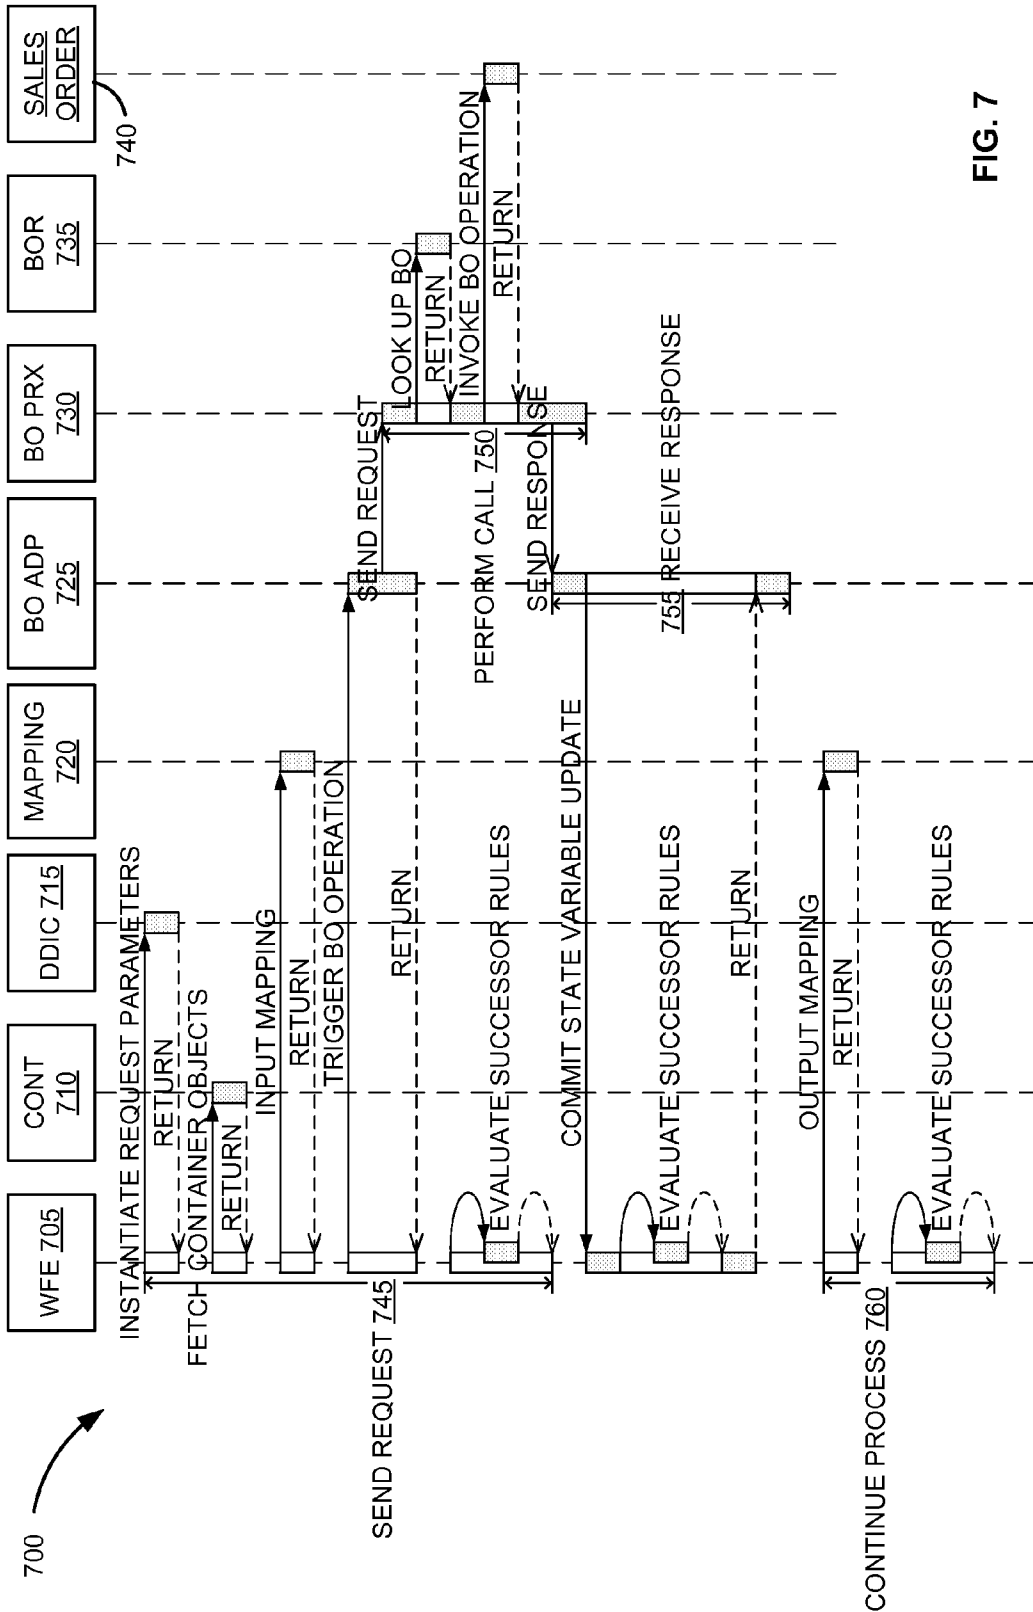 700
WFE 705
CONT
710
DDIC 715
MAPPING
720
BO ADP
725
BO PRX
730
BOR
735
SALES
ORDER
740
INSTANTIATE REQUEST PARAMETERS
RETURN
FETCH CONTAINER OBJECTS
RETURN
INPUT MAPPING
RETURN
TRIGGER BO OPERATION
SEND REQUEST
RETURN
LOOK UP BO
RETURN
INVOKE BO OPERATION
RETURN
SEND REQUEST 745
PERFORM CALL 750
EVALUATE SUCCESSOR RULES
SEND RESPONSE
COMMIT STATE VARIABLE UPDATE
755 RECEIVE RESPONSE
EVALUATE SUCCESSOR RULES
RETURN
OUTPUT MAPPING
RETURN
CONTINUE PROCESS 760
EVALUATE SUCCESSOR RULES
FIG. 7